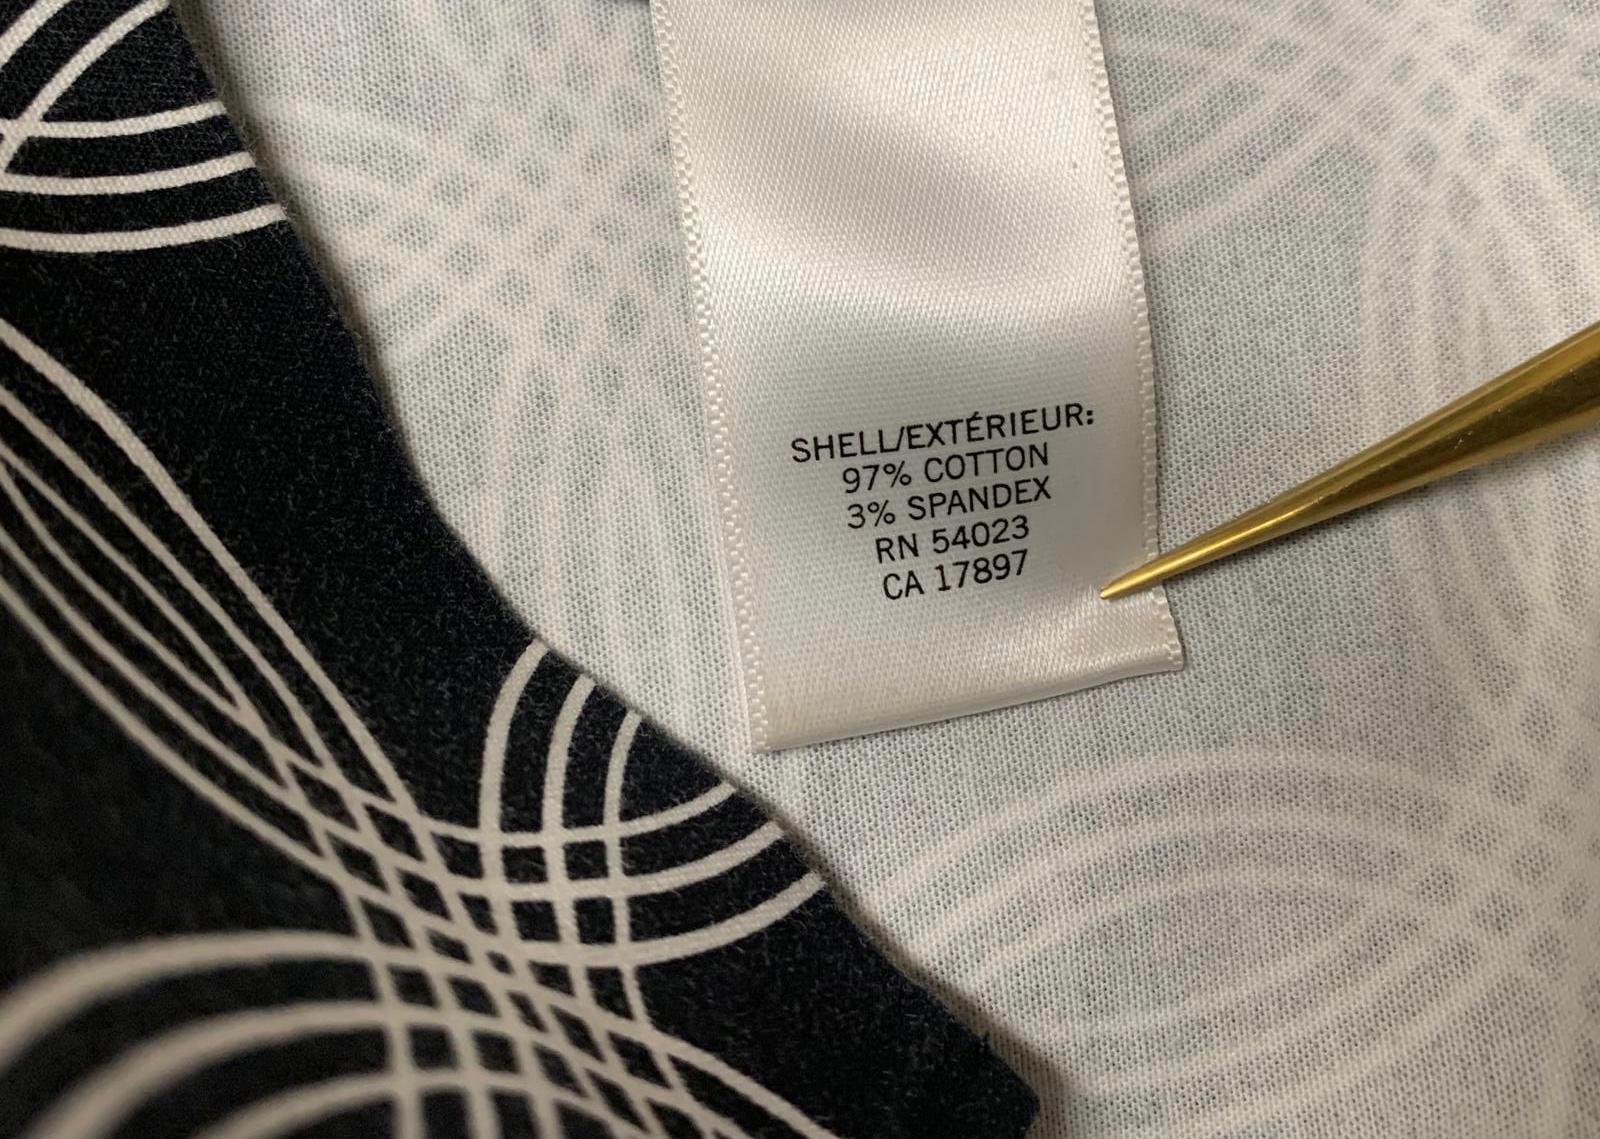 SHELL/EXTÉRIEUR:
97% COTTON
3% SPANDEX
RN 54023
CA 17897